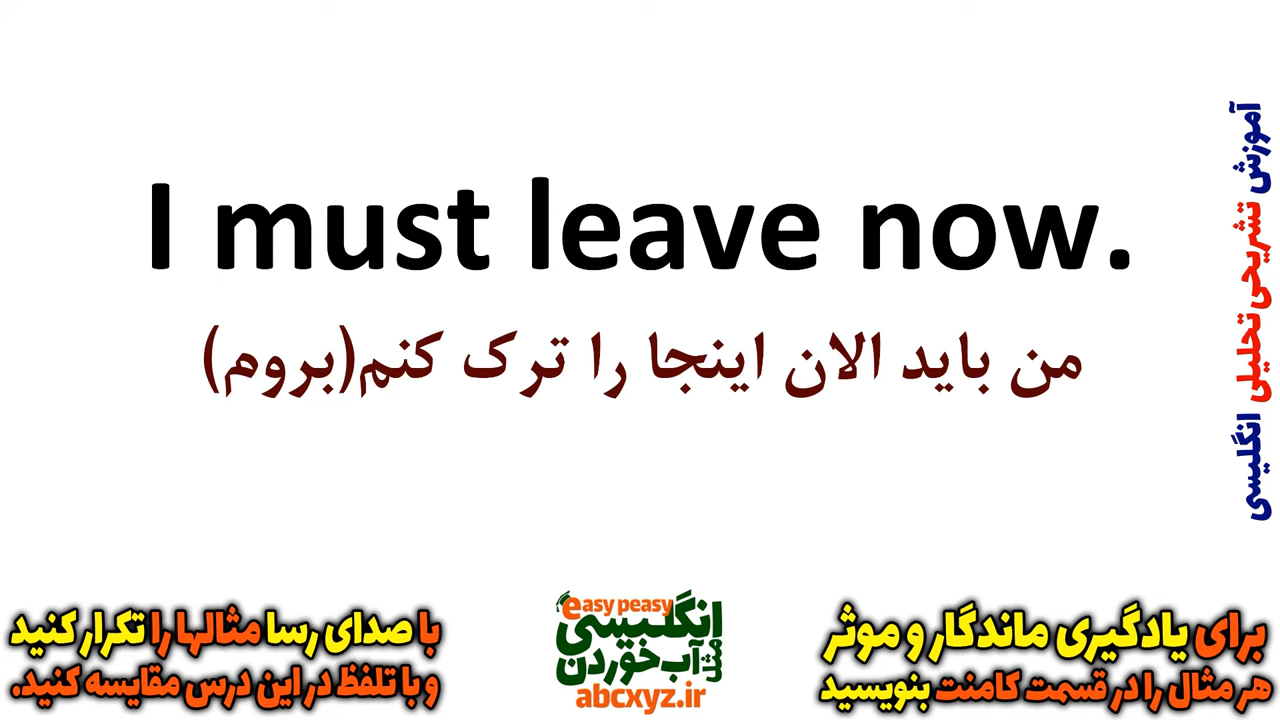 I must leave now.
من باید الان اینجا را ترک کنم(بروم)
آموزش تشریحی تحلیلی انگلیسی
برای یادگیری ماندگار و موثر
هر مثال را در قسمت کامنت بنویسید
easy peasy
انگلیسی
مثل آب خوردن
abcxyz.ir
با صدای رسا مثالها را تکرار کنید
و با تلفظ در این درس مقایسه کنید.